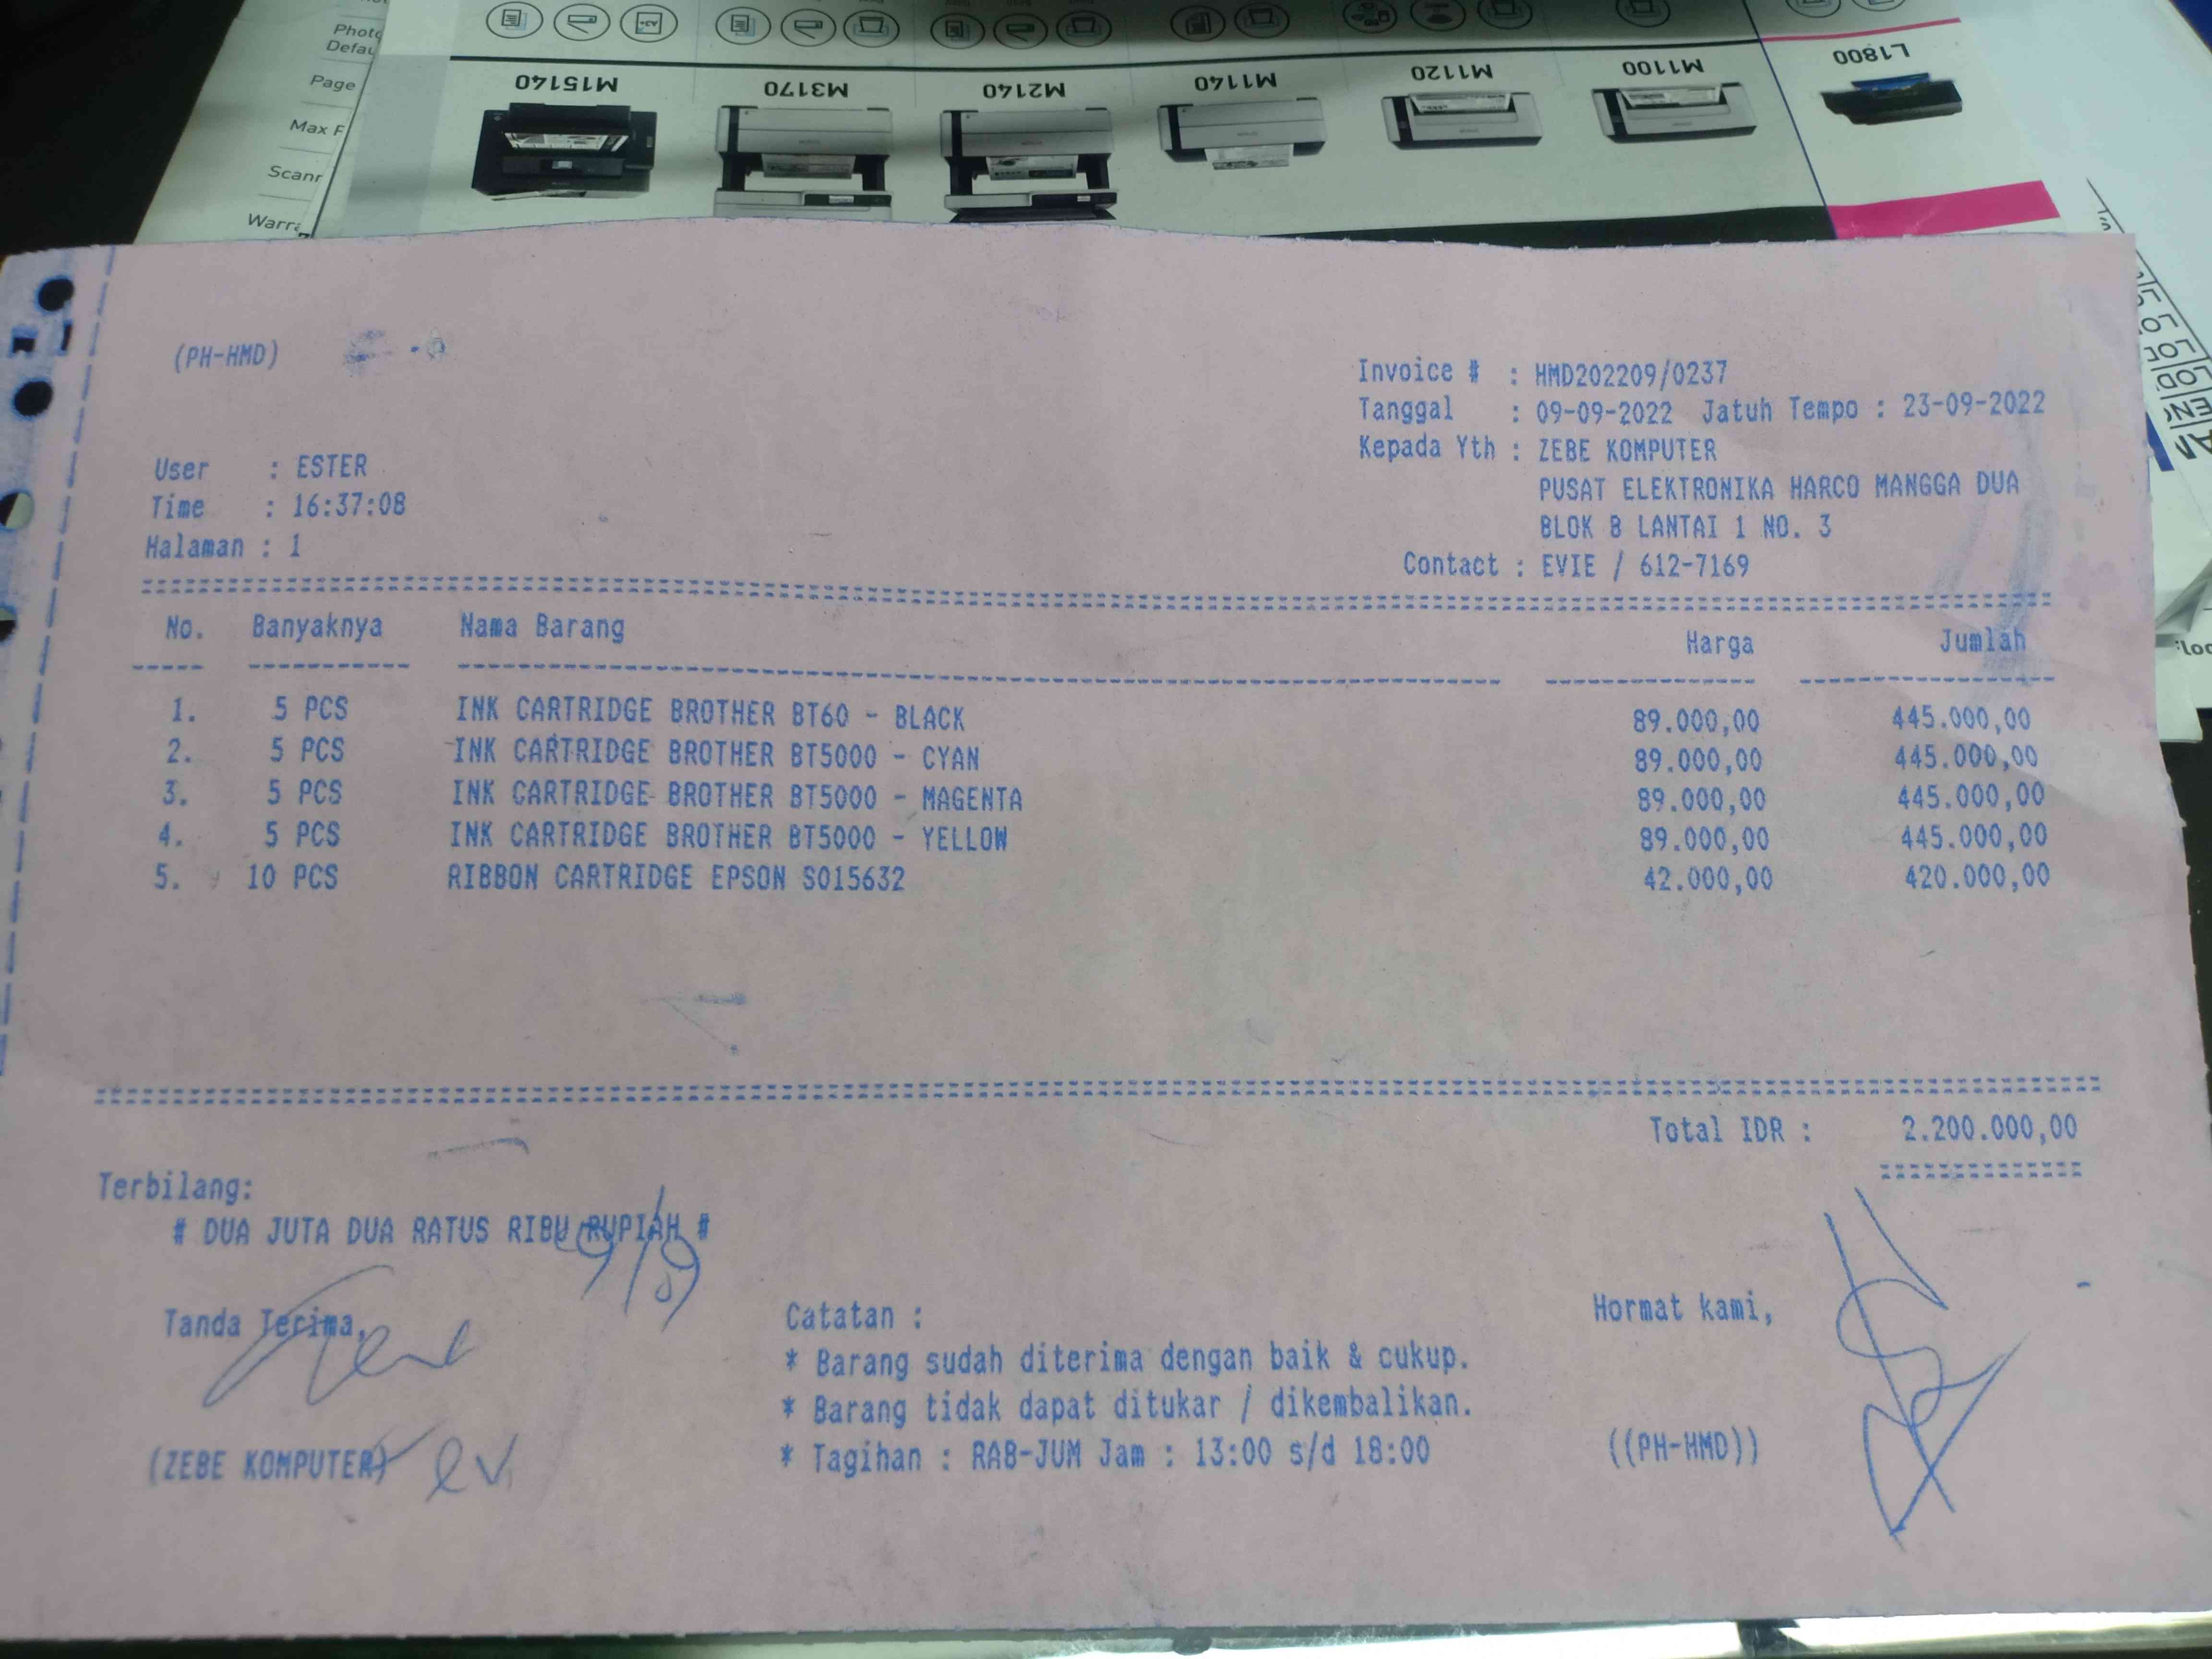 Photo
Page
Max F
M15140
M3170
M2140
M1140
M1120
M1100
L1800
(PH-HMD)
Invoice # : HMD202209/0237
Tanggal : 09-09-2022 Jatuh Tempo : 23-09-2022
Kepada Yth : ZEBE KOMPUTER
PUSAT ELEKTRONIKA HARCO MANGGA DUA
BLOK B LANTAI 1 NO. 3
Contact : EVIE / 612-7169
User : ESTER
Time : 16:37:08
Halaman : 1
No. Banyaknya Nama Barang Harga Jumlah
1. 5 PCS INK CARTRIDGE BROTHER BT60 - BLACK 89.000,00 445.000,00
2. 5 PCS INK CARTRIDGE BROTHER BT5000 - CYAN 89.000,00 445.000,00
3. 5 PCS INK CARTRIDGE BROTHER BT5000 - MAGENTA 89.000,00 445.000,00
4. 5 PCS INK CARTRIDGE BROTHER BT5000 - YELLOW 89.000,00 445.000,00
5. 10 PCS RIBBON CARTRIDGE EPSON S015632 42.000,00 420.000,00
Total IDR : 2.200.000,00
Terbilang:
# DUA JUTA DUA RATUS RIBU RUPIAH #
9/9
Tanda Terima,
(ZEBE KOMPUTER)
Catatan :
* Barang sudah diterima dengan baik & cukup.
* Barang tidak dapat ditukar / dikembalikan.
* Tagihan : RAB-JUM Jam : 13:00 s/d 18:00
Hormat kami,
((PH-HMD))